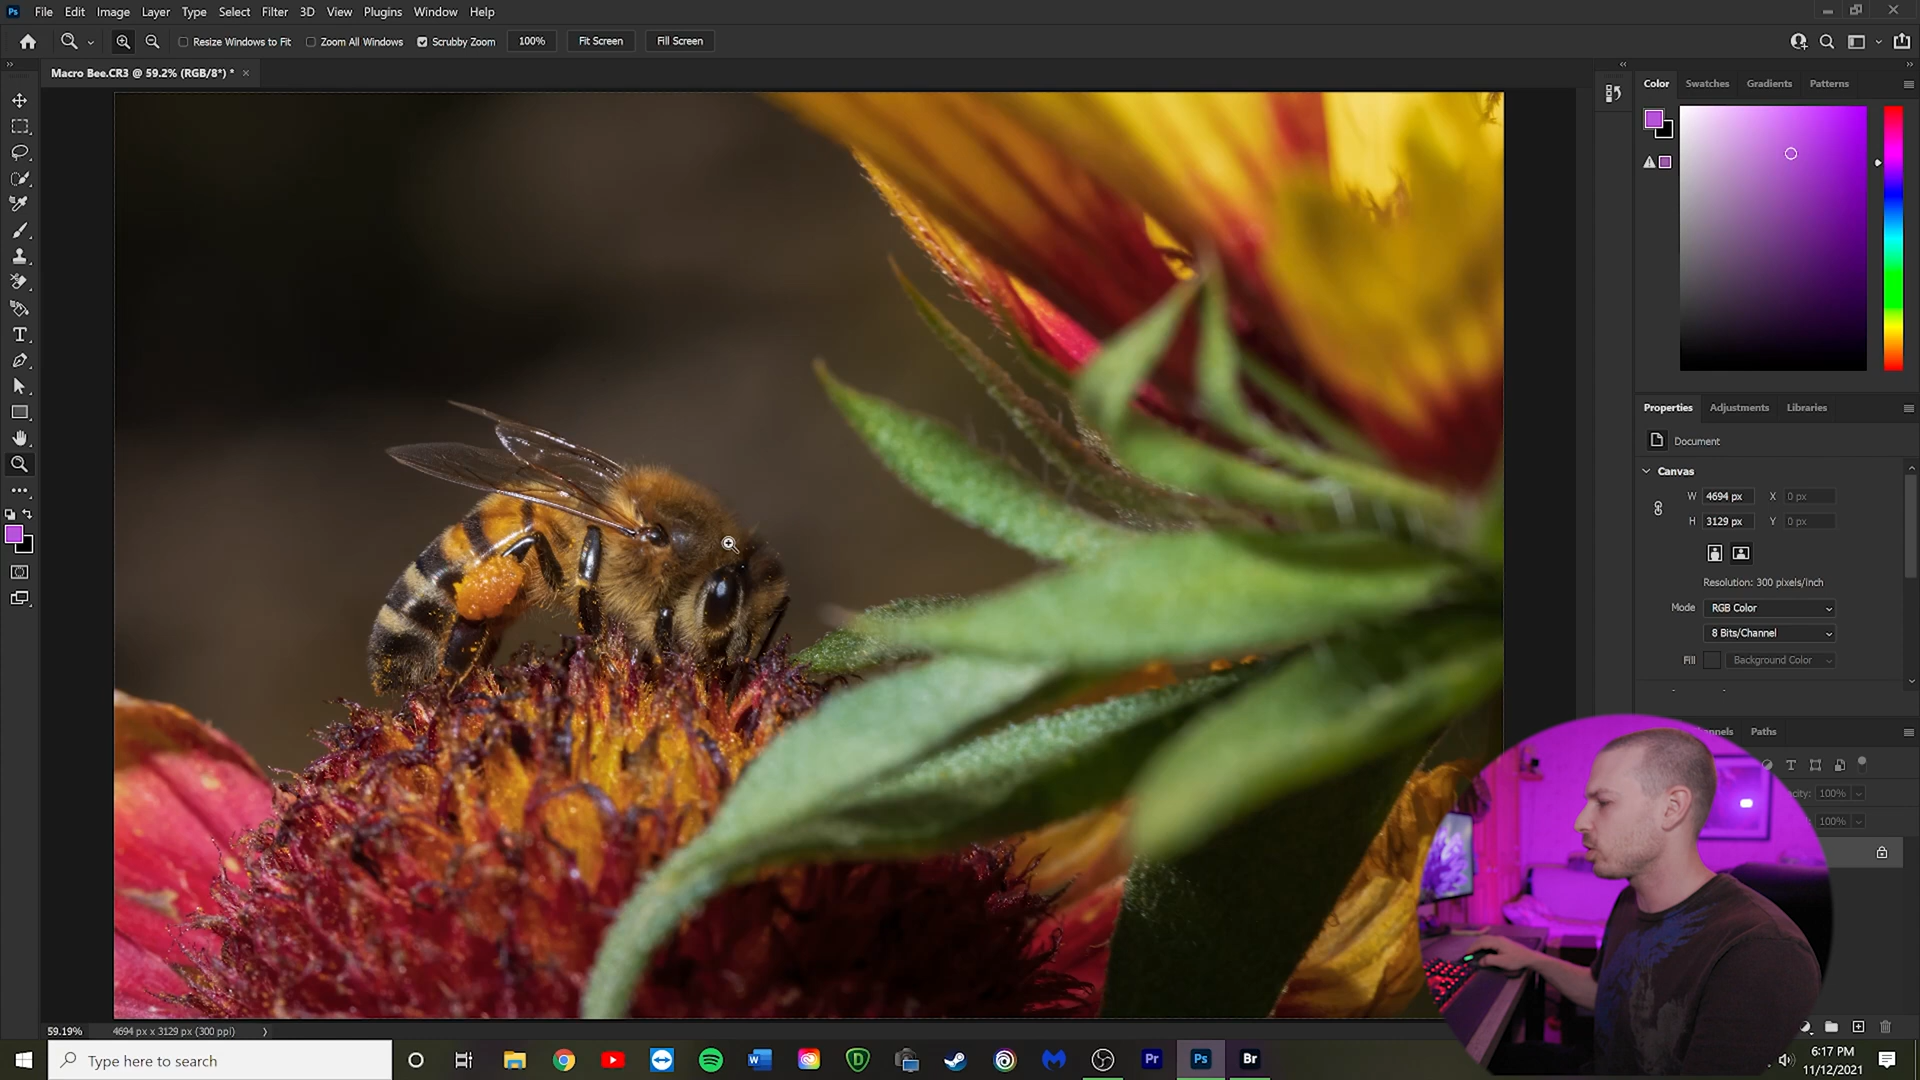 Ps File Edit Image Layer Type Select Filter 3D View Plugins Window Help
Resize Windows to Fit Zoom All Windows Scrubby Zoom 100% Fit Screen Fill Screen
Macro Bee.CR3 @ 59.2% (RGB/8*) * ×
Color Swatches Gradients Patterns
Properties Adjustments Libraries
Document
Canvas
W 4694 px X 0 px
H 3129 px Y 0 px
Resolution: 300 pixels/inch
Mode RGB Color
8 Bits/Channel
Fill Background Color
Paths
100%
100%
59.19% 4694 px x 3129 px (300 ppi)
Type here to search
Pr Ps Br
6:17 PM
11/12/2021